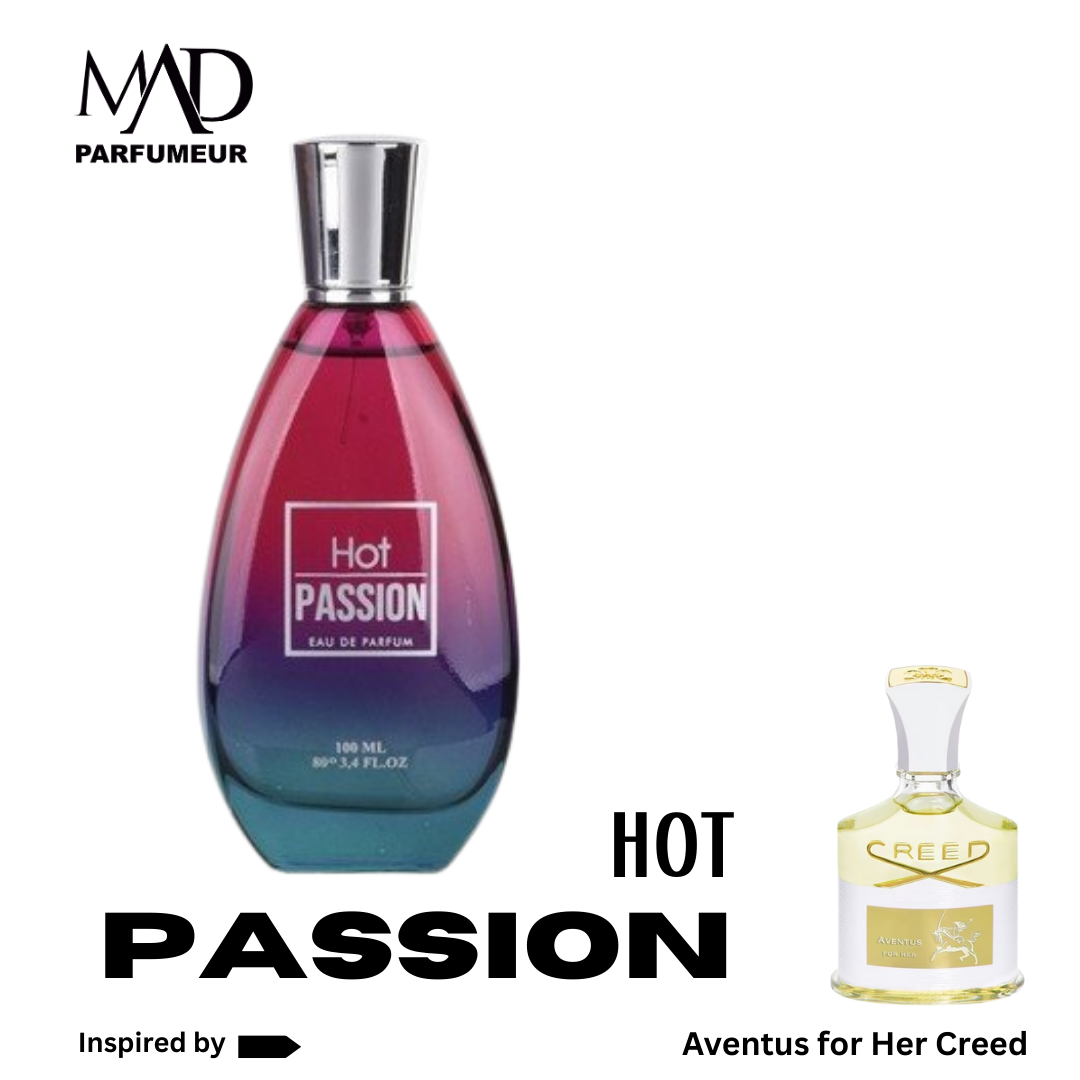 MAD
PARFUMEUR
Hot
PASSION
EAU DE PARFUM
100 ML
80º 3,4 FL.OZ
HOT
PASSION
CREED
AVENTUS
FOR HER
Inspired by
Aventus for Her Creed